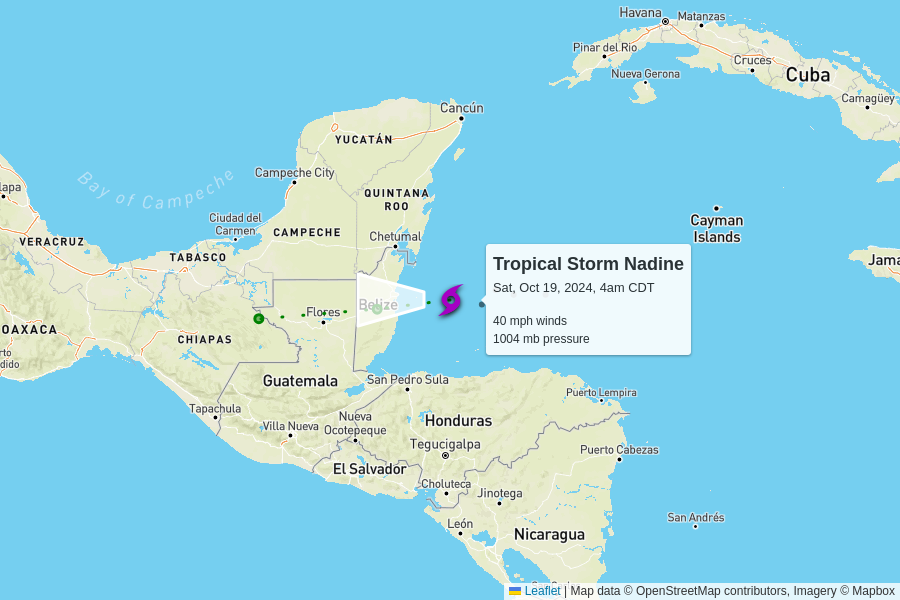 Havana
Matanzas
Pinar del Rio
Cruces
Nueva Gerona
Cuba
Camagüey
Cancún
YUCATÁN
Bay of Campeche
Campeche City
lapa
QUINTANA
ROO
Ciudad del
Carmen
CAMPECHE
Chetumal
Cayman
Islands
VERACRUZ
TABASCO
Jama
Tropical Storm Nadine
Sat, Oct 19, 2024, 4am CDT
40 mph winds
1004 mb pressure
Belize
Flores
OAXACA
CHIAPAS
rto
dido
Guatemala
San Pedro Sula
Puerto Lempira
Tapachula
Nueva
Ocotepeque
Villa Nueva
Honduras
Tegucigalpa
Puerto Cabezas
El Salvador
Choluteca
Jinotega
León
San Andrés
Nicaragua
Leaflet | Map data © OpenStreetMap contributors, Imagery © Mapbox